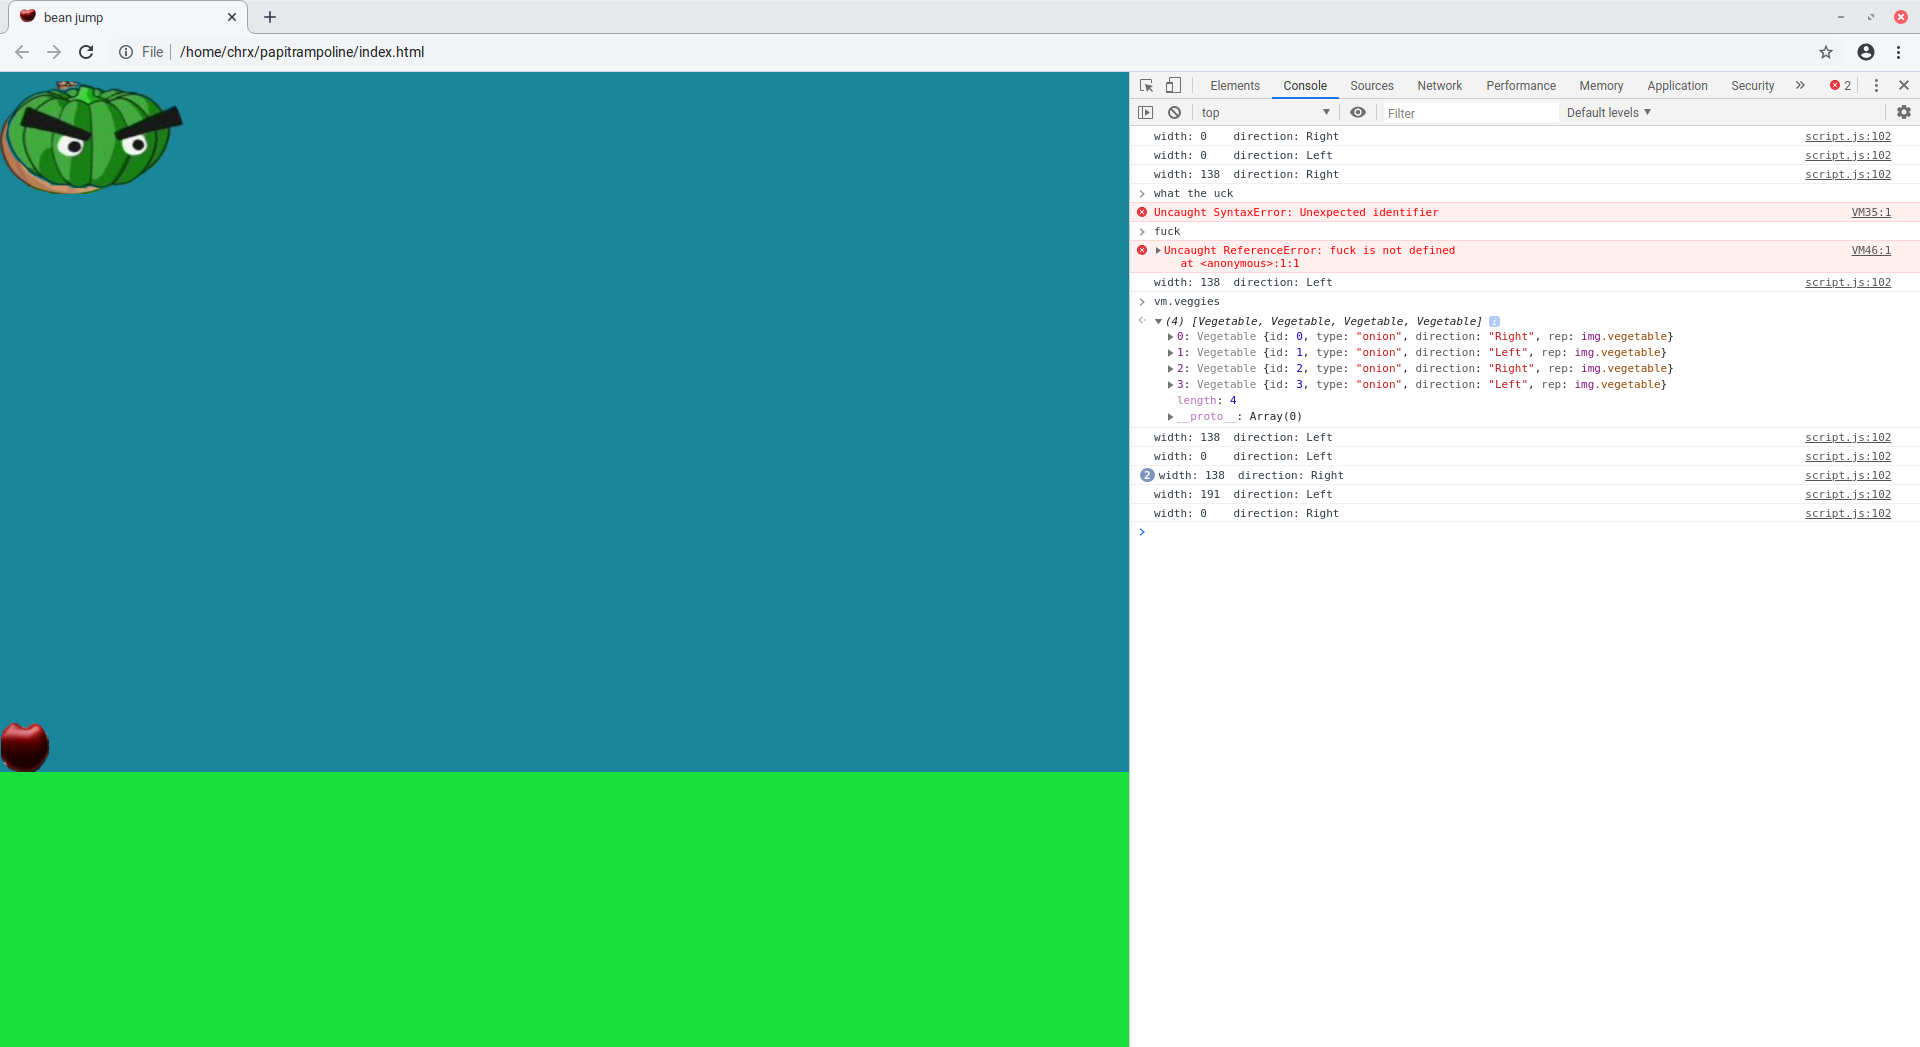 bean jump
File /home/chrx/papitrampoline/index.html
Elements Console Sources Network Performance Memory Application Security 2
top Filter Default levels
width: 0 direction: Right script.js:102
width: 0 direction: Left script.js:102
width: 138 direction: Right script.js:102
what the uck
Uncaught SyntaxError: Unexpected identifier VM35:1
fuck
Uncaught ReferenceError: fuck is not defined VM46:1
at <anonymous>:1:1
width: 138 direction: Left script.js:102
vm.veggies
(4) [Vegetable, Vegetable, Vegetable, Vegetable] i
0: Vegetable {id: 0, type: "onion", direction: "Right", rep: img.vegetable}
1: Vegetable {id: 1, type: "onion", direction: "Left", rep: img.vegetable}
2: Vegetable {id: 2, type: "onion", direction: "Right", rep: img.vegetable}
3: Vegetable {id: 3, type: "onion", direction: "Left", rep: img.vegetable}
length: 4
__proto__: Array(0)
width: 138 direction: Left script.js:102
width: 0 direction: Left script.js:102
2 width: 138 direction: Right script.js:102
width: 191 direction: Left script.js:102
width: 0 direction: Right script.js:102